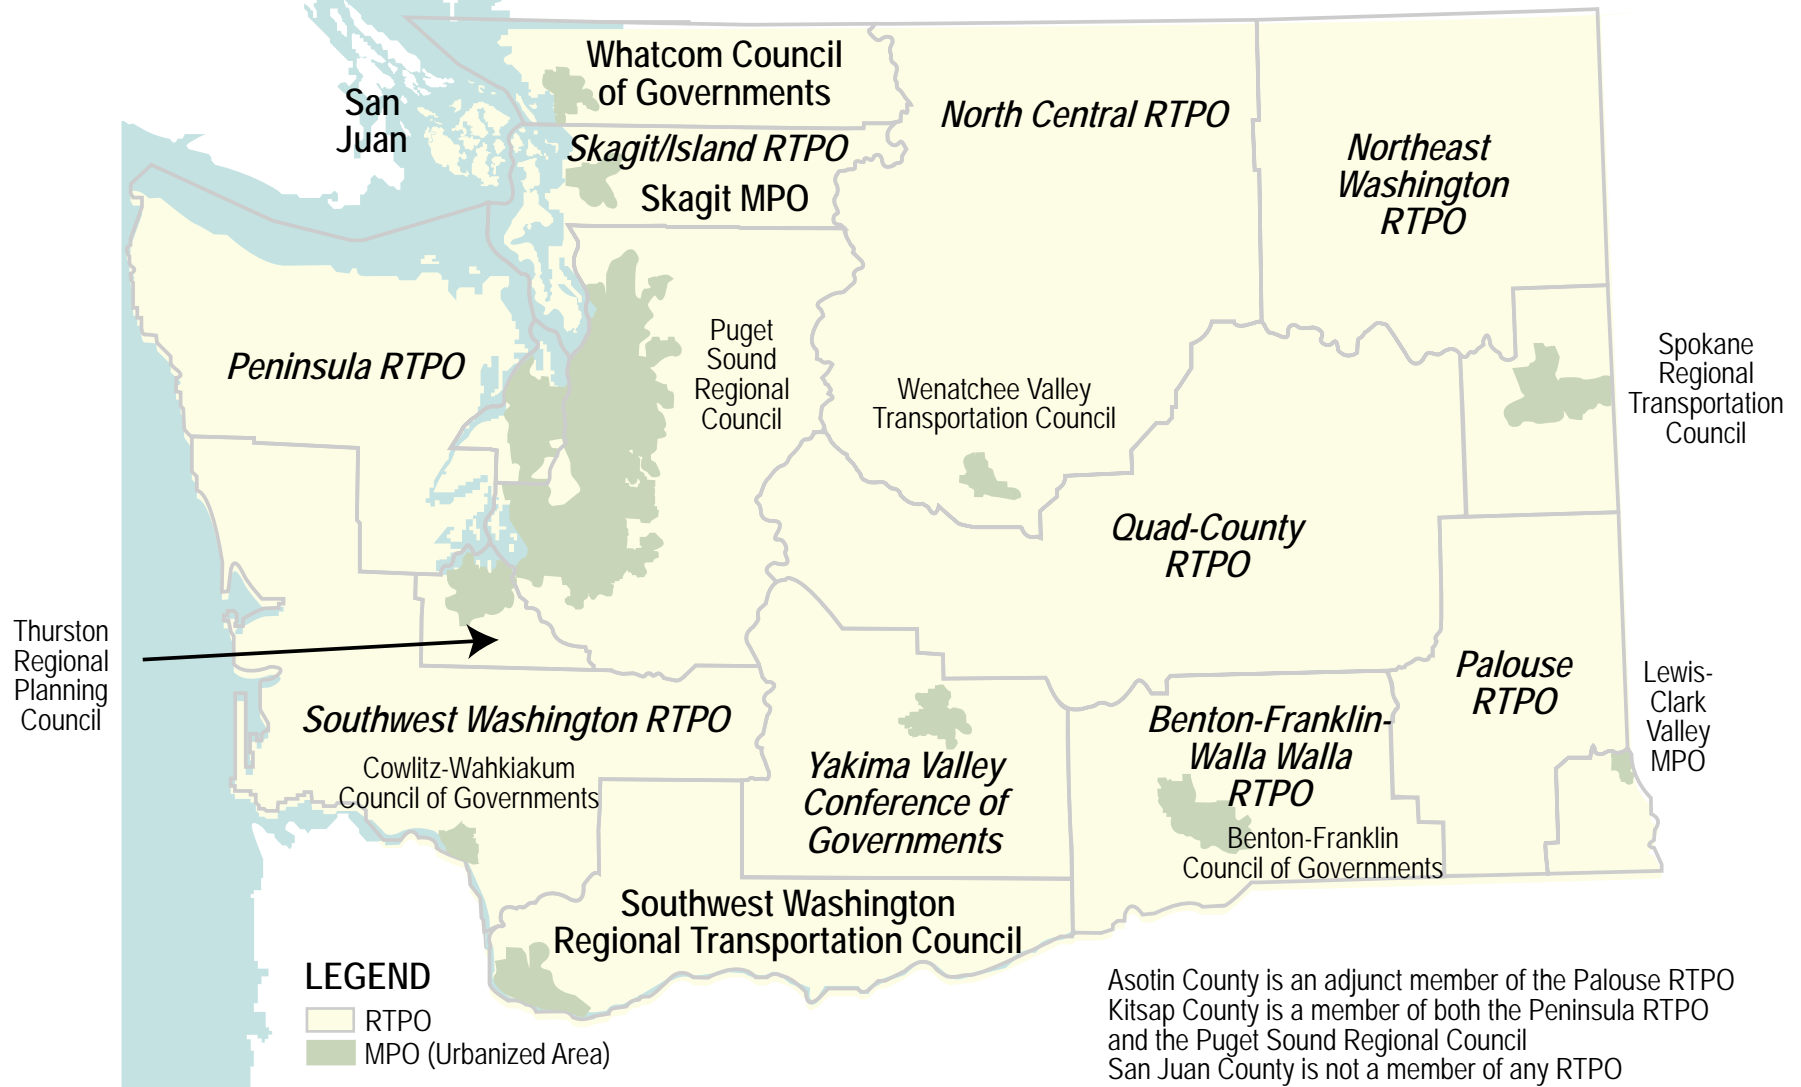 Whatcom Council
of Governments
San
Juan
Skagit/Island RTPO
Skagit MPO
North Central RTPO
Northeast
Washington
RTPO
Peninsula RTPO
Puget
Sound
Regional
Council
Wenatchee Valley
Transportation Council
Spokane
Regional
Transportation
Council
Quad-County
RTPO
Thurston
Regional
Planning
Council
Southwest Washington RTPO
Cowlitz-Wahkiakum
Council of Governments
Yakima Valley
Conference of
Governments
Benton-Franklin-
Walla Walla
RTPO
Benton-Franklin
Council of Governments
Palouse
RTPO
Lewis-
Clark
Valley
MPO
Southwest Washington
Regional Transportation Council
LEGEND
RTPO
MPO (Urbanized Area)
Asotin County is an adjunct member of the Palouse RTPO
Kitsap County is a member of both the Peninsula RTPO
and the Puget Sound Regional Council
San Juan County is not a member of any RTPO